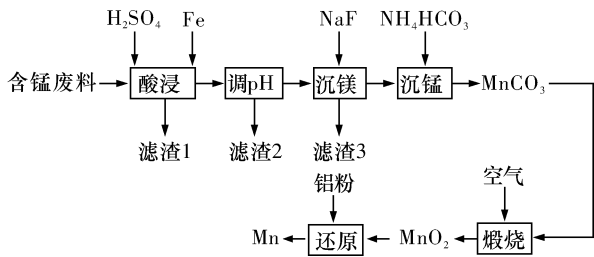 H₂SO₄ Fe NaF NH₄HCO₃
含锰废料 酸浸 调pH 沉镁 沉锰 MnCO₃
滤渣1 滤渣2 滤渣3
铝粉 空气
Mn 还原 MnO₂ 煅烧